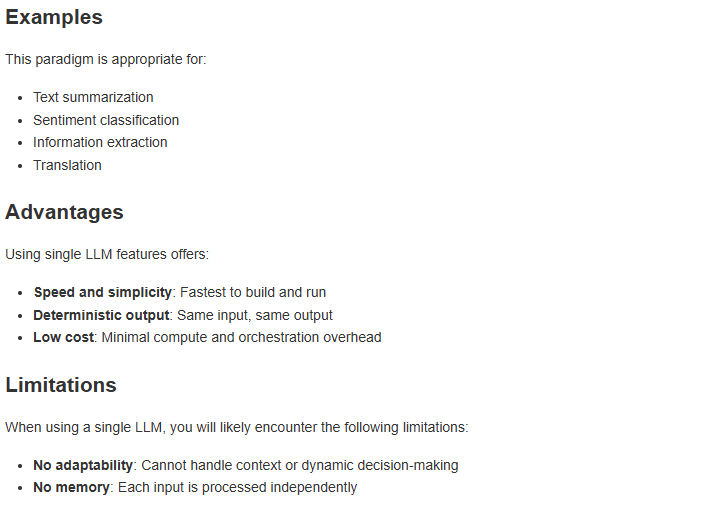 Examples
This paradigm is appropriate for:
• Text summarization
• Sentiment classification
• Information extraction
• Translation
Advantages
Using single LLM features offers:
• Speed and simplicity: Fastest to build and run
• Deterministic output: Same input, same output
• Low cost: Minimal compute and orchestration overhead
Limitations
When using a single LLM, you will likely encounter the following limitations:
• No adaptability: Cannot handle context or dynamic decision-making
• No memory: Each input is processed independently